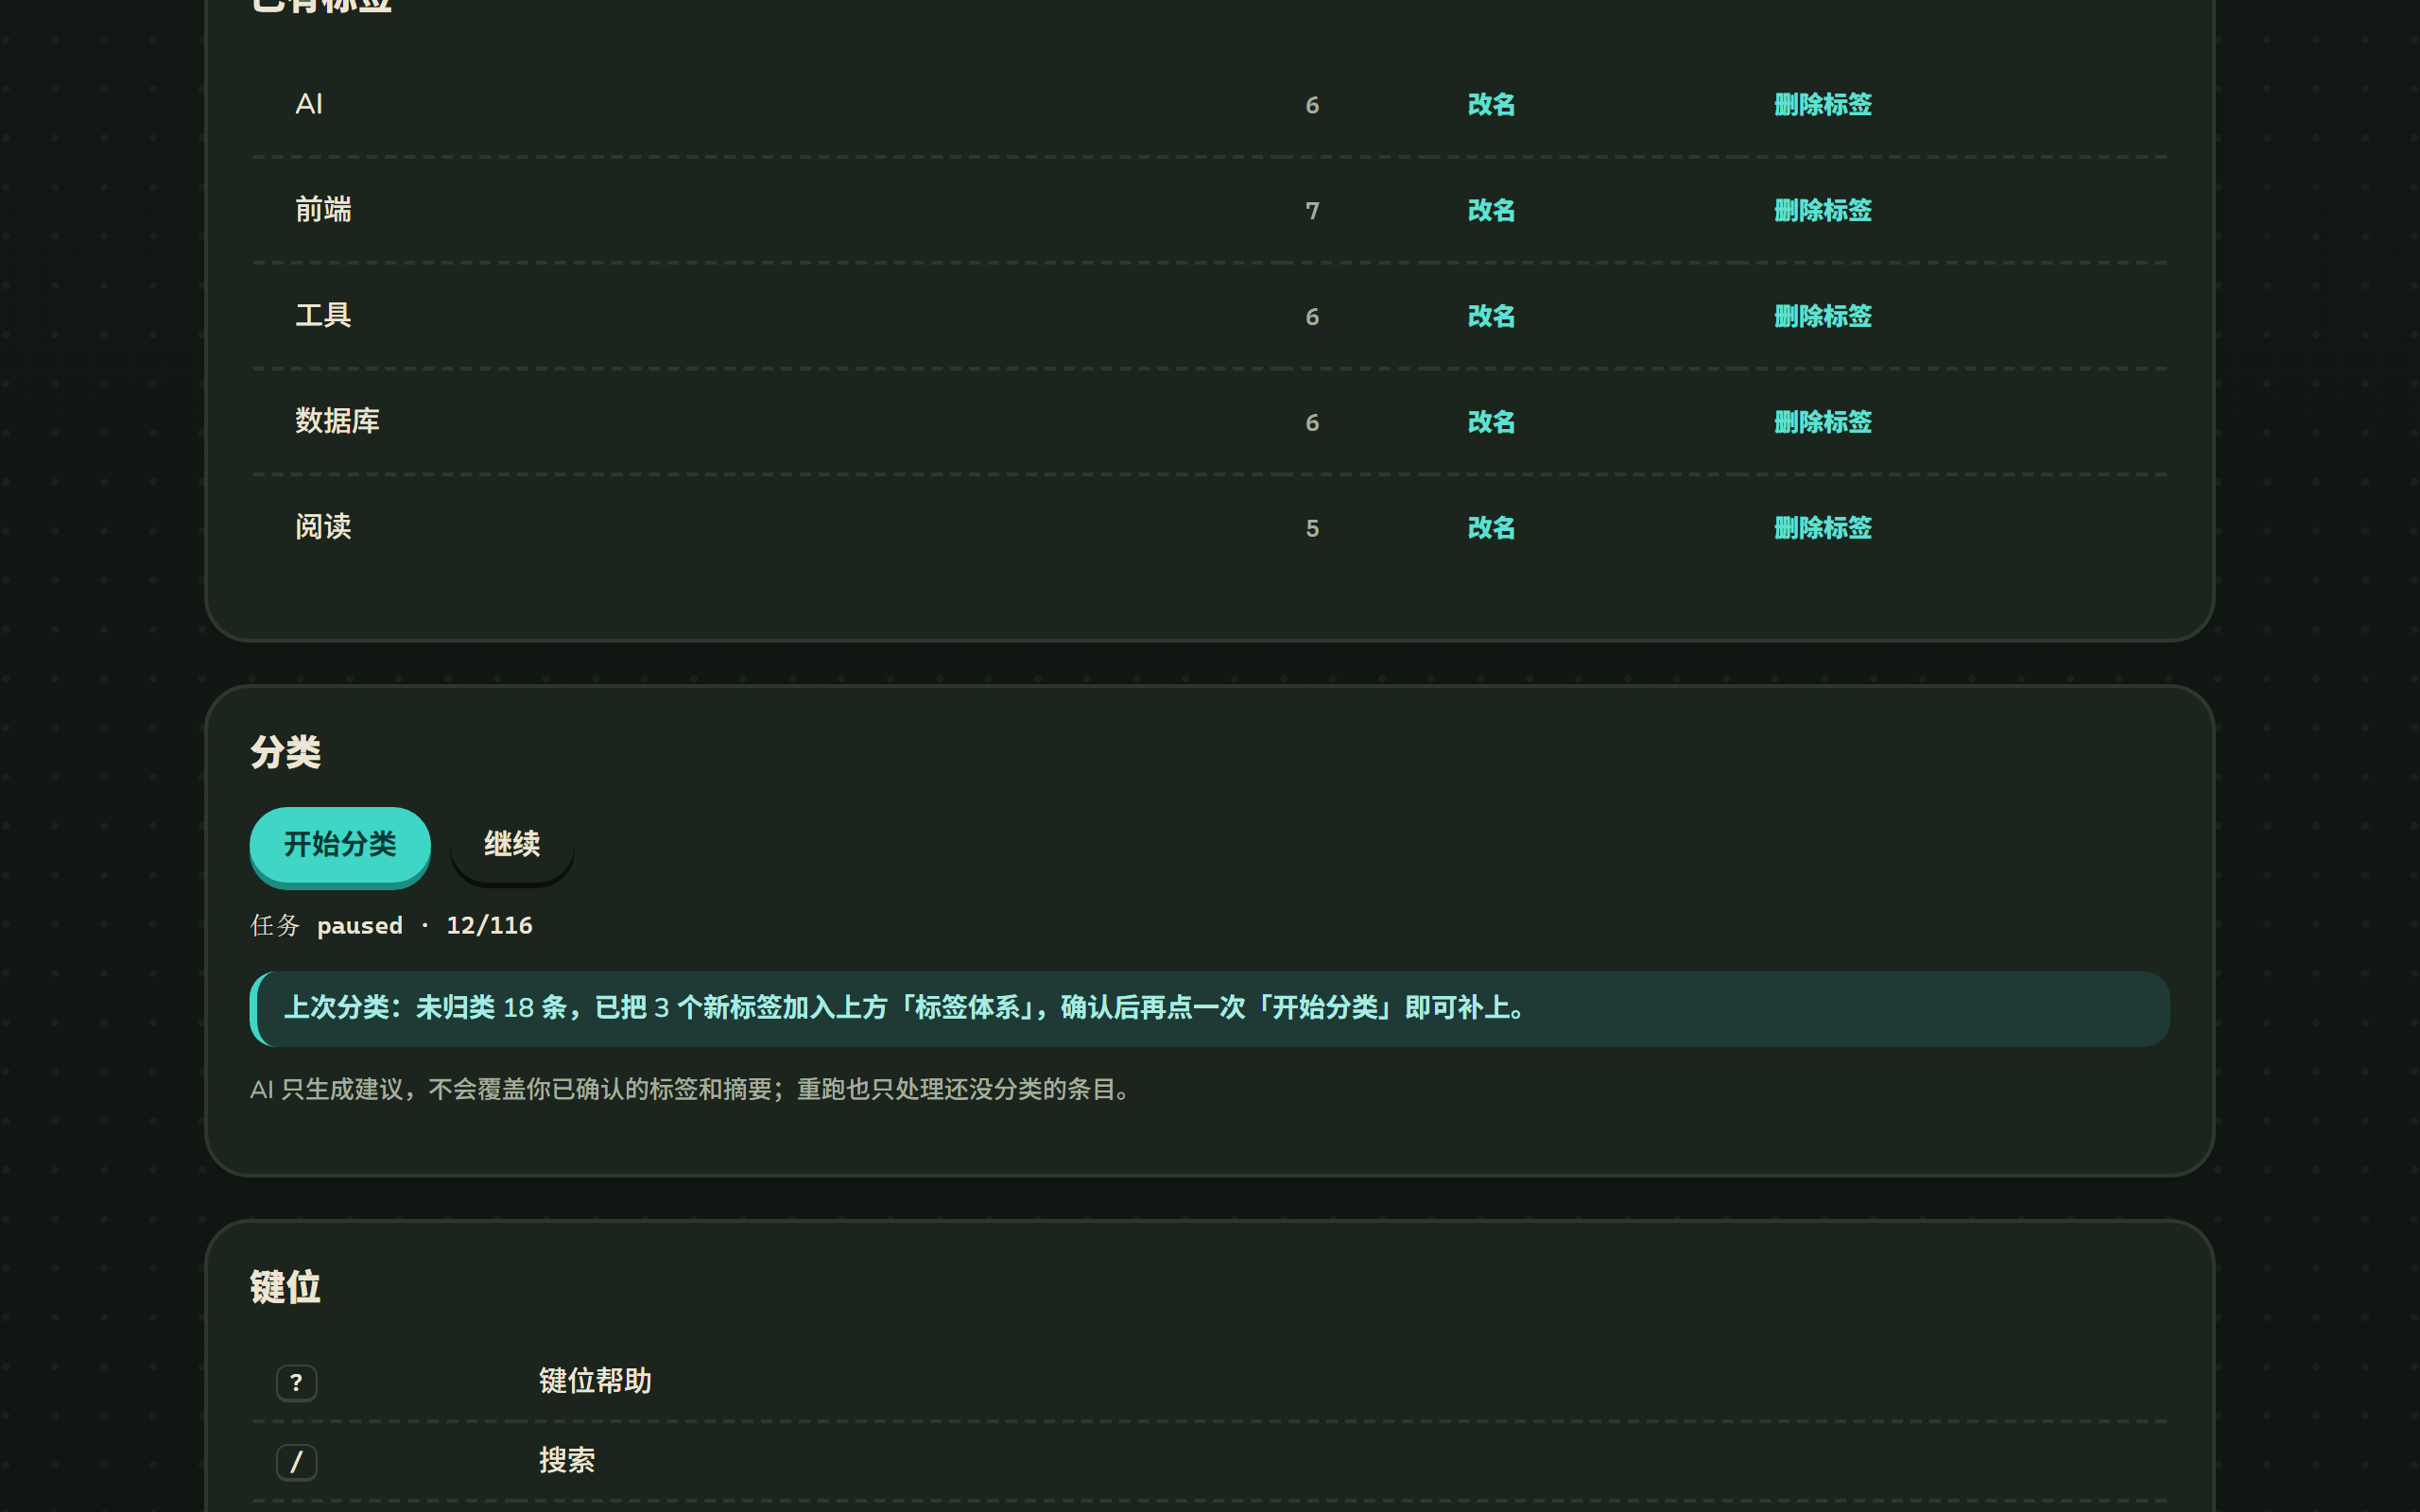 已有标签
AI 6 改名 删除标签
前端 7 改名 删除标签
工具 6 改名 删除标签
数据库 6 改名 删除标签
阅读 5 改名 删除标签
分类
开始分类 继续
任务 paused · 12/116
上次分类：未归类 18 条，已把 3 个新标签加入上方「标签体系」，确认后再点一次「开始分类」即可补上。
AI 只生成建议，不会覆盖你已确认的标签和摘要；重跑也只处理还没分类的条目。
键位
? 键位帮助
/ 搜索